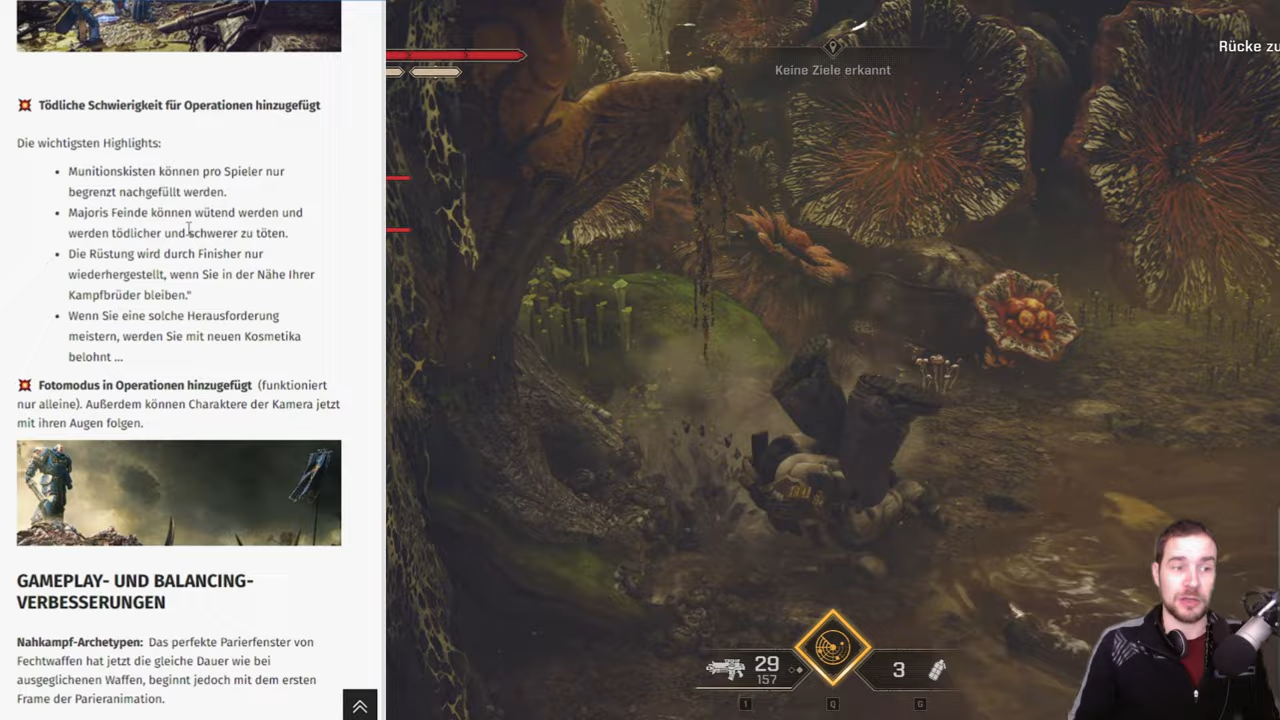 Tödliche Schwierigkeit für Operationen hinzugefügt
Die wichtigsten Highlights:
• Munitionskisten können pro Spieler nur
begrenzt nachgefüllt werden.
• Majoris Feinde können wütend werden und
werden tödlicher und schwerer zu töten.
• Die Rüstung wird durch Finisher nur
wiederhergestellt, wenn Sie in der Nähe Ihrer
Kampfbrüder bleiben."
• Wenn Sie eine solche Herausforderung
meistern, werden Sie mit neuen Kosmetika
belohnt ...
Fotomodus in Operationen hinzugefügt (funktioniert
nur alleine). Außerdem können Charaktere der Kamera jetzt
mit ihren Augen folgen.
GAMEPLAY- UND BALANCING-
VERBESSERUNGEN
Nahkampf-Archetypen: Das perfekte Parierfenster von
Fechtwaffen hat jetzt die gleiche Dauer wie bei
ausgeglichenen Waffen, beginnt jedoch mit dem ersten
Frame der Parieranimation.
Keine Ziele erkannt
Rücke zu
29
157
3
1
Q
G